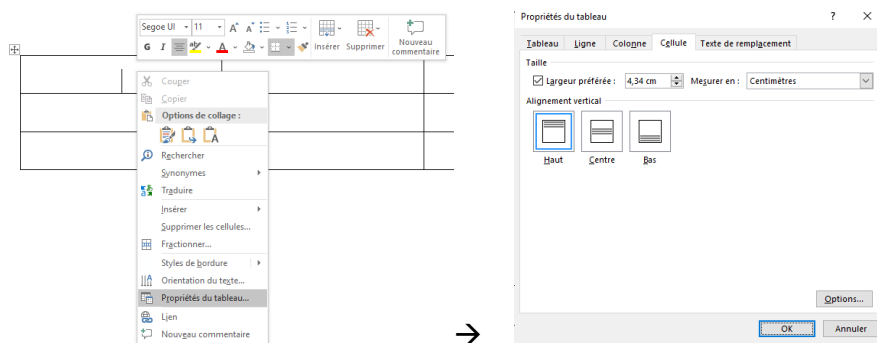 Segoe UI 11 A A
Insérer Supprimer Nouveau commentaire
G I A
Couper
Copier
Options de collage :
A
Rechercher
Synonymes
Traduire
Insérer
Supprimer les cellules...
Fractionner...
Styles de bordure
Orientation du texte...
Propriétés du tableau...
Lien
Nouveau commentaire
→
Propriétés du tableau ? ×
Tableau Ligne Colonne Cellule Texte de remplacement
Taille
Largeur préférée : 4,34 cm Mesurer en : Centimètres
Alignement vertical
Haut Centre Bas
Options...
OK Annuler